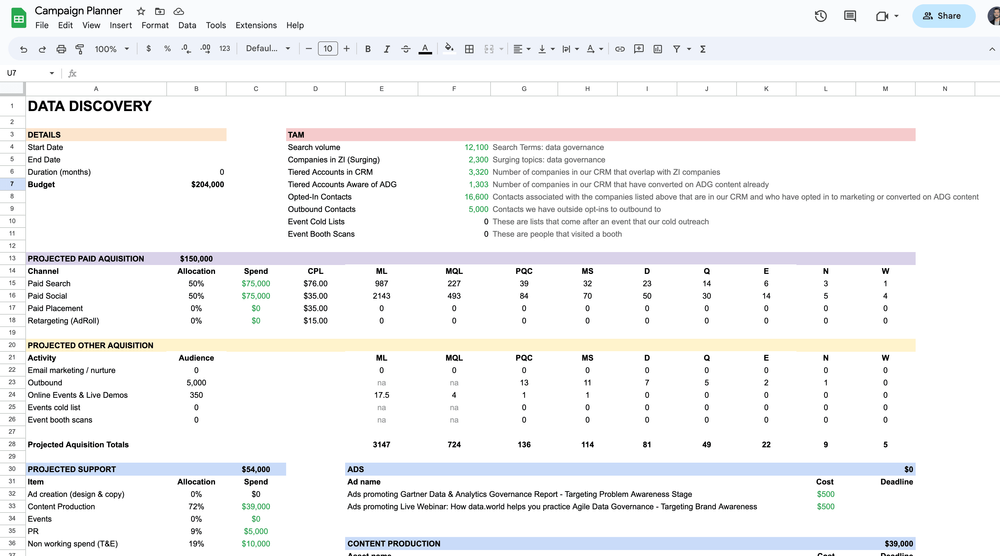 Campaign Planner
File Edit View Insert Format Data Tools Extensions Help
Share
100% $ % .0 .00 123 Defaul... 10 B I A
U7 fx
A B C D E F G H I J K L M N
1 DATA DISCOVERY
2
3 DETAILS TAM
4 Start Date Search volume 12,100 Search Terms: data governance
5 End Date Companies in ZI (Surging) 2,300 Surging topics: data governance
6 Duration (months) 0 Tiered Accounts in CRM 3,320 Number of companies in our CRM that overlap with ZI companies
7 Budget $204,000 Tiered Accounts Aware of ADG 1,303 Number of companies in our CRM that have converted on ADG content already
8 Opted-In Contacts 16,600 Contacts associated with the companies listed above that are in our CRM and who have opted in to marketing or converted on ADG content
9 Outbound Contacts 5,000 Contacts we have outside opt-ins to outbound to
10 Event Cold Lists 0 These are lists that come after an event that our cold outreach
11 Event Booth Scans 0 These are people that visited a booth
12
13 PROJECTED PAID AQUISITION $150,000
14 Channel Allocation Spend CPL ML MQL PQC MS D Q E N W
15 Paid Search 50% $75,000 $76.00 987 227 39 32 23 14 6 3 1
16 Paid Social 50% $75,000 $35.00 2143 493 84 70 50 30 14 5 4
17 Paid Placement 0% $0 $35.00 0 0 0 0 0 0 0 0 0
18 Retargeting (AdRoll) 0% $0 $15.00 0 0 0 0 0 0 0 0 0
19
20 PROJECTED OTHER AQUISITION
21 Activity Audience ML MQL PQC MS D Q E N W
22 Email marketing / nurture 0 0 0 0 0 0 0 0 0 0
23 Outbound 5,000 na na 13 11 7 5 2 1 0
24 Online Events & Live Demos 350 17.5 4 1 1 0 0 0 0 0
25 Events cold list 0 na na 0 0 0 0 0 0 0
26 Event booth scans 0 na na 0 0 0 0 0 0 0
27
28 Projected Aquisition Totals 3147 724 136 114 81 49 22 9 5
29
30 PROJECTED SUPPORT $54,000 ADS $0
31 Item Allocation Spend Ad name Cost Deadline
32 Ad creation (design & copy) 0% $0 Ads promoting Gartner Data & Analytics Governance Report - Targeting Problem Awareness Stage $500
33 Content Production 72% $39,000 Ads promoting Live Webinar: How data.world helps you practice Agile Data Governance - Targeting Brand Awareness $500
34 Events 0% $0
35 PR 9% $5,000
36 Non working spend (T&E) 19% $10,000 CONTENT PRODUCTION $39,000
37 Asset name Cost Deadline